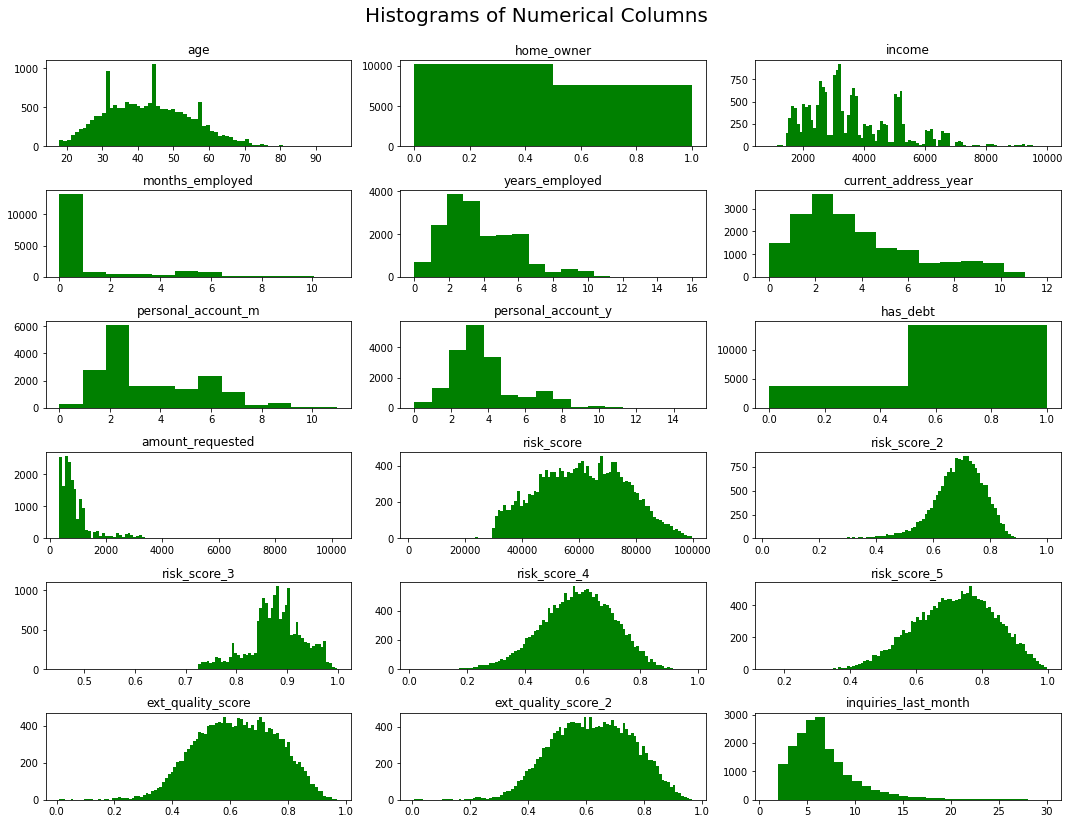 Histograms of Numerical Columns
age
home_owner
income
1000
500
0
20 30 40 50 60 70 80 90
10000
5000
0
0.0 0.2 0.4 0.6 0.8 1.0
750
500
250
0
2000 4000 6000 8000 10000
months_employed
years_employed
current_address_year
10000
5000
0
0 2 4 6 8 10
4000
2000
0
0 2 4 6 8 10 12 14 16
3000
2000
1000
0
0 2 4 6 8 10 12
personal_account_m
personal_account_y
has_debt
6000
4000
2000
0
0 2 4 6 8 10
4000
2000
0
0 2 4 6 8 10 12 14
10000
5000
0
0.0 0.2 0.4 0.6 0.8 1.0
amount_requested
risk_score
risk_score_2
2000
1000
0
0 2000 4000 6000 8000 10000
400
200
0
0 20000 40000 60000 80000 100000
750
500
250
0
0.0 0.2 0.4 0.6 0.8 1.0
risk_score_3
risk_score_4
risk_score_5
1000
500
0
0.5 0.6 0.7 0.8 0.9 1.0
400
200
0
0.0 0.2 0.4 0.6 0.8 1.0
400
200
0
0.2 0.4 0.6 0.8 1.0
ext_quality_score
ext_quality_score_2
inquiries_last_month
400
200
0
0.0 0.2 0.4 0.6 0.8 1.0
400
200
0
0.0 0.2 0.4 0.6 0.8 1.0
3000
2000
1000
0
0 5 10 15 20 25 30